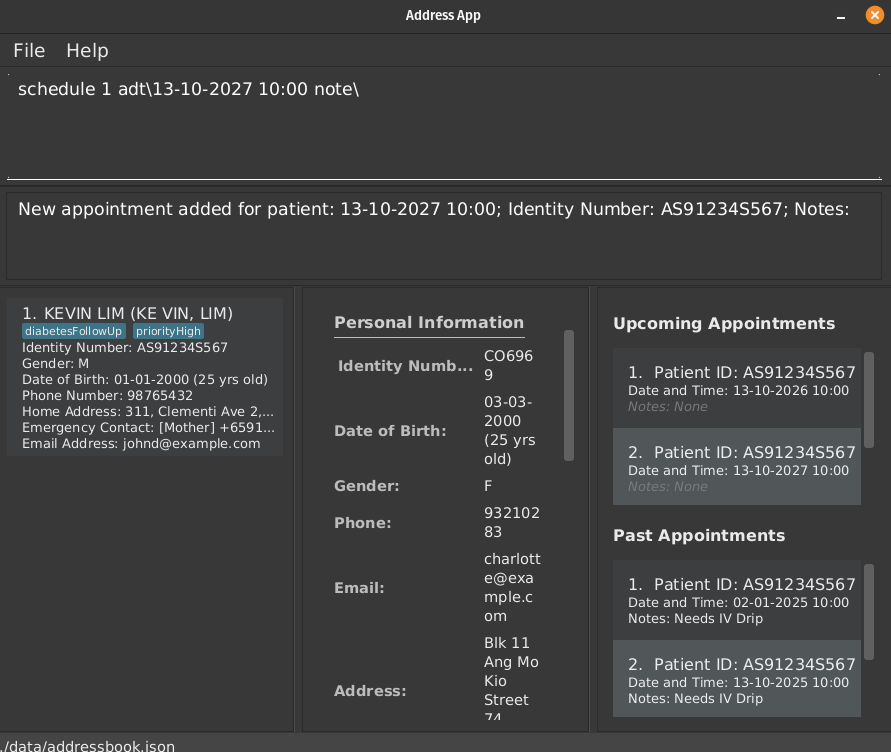 Address App
File Help
schedule 1 adt\13-10-2027 10:00 note\
New appointment added for patient: 13-10-2027 10:00; Identity Number: AS91234S567; Notes:
1. KEVIN LIM (KE VIN, LIM)
diabetesFollowUp priorityHigh
Identity Number: AS91234S567
Gender: M
Date of Birth: 01-01-2000 (25 yrs old)
Phone Number: 98765432
Home Address: 311, Clementi Ave 2,...
Emergency Contact: [Mother] +6591...
Email Address: johnd@example.com
Personal Information
Identity Numb... CO696
9
Date of Birth: 03-03-
2000
(25 yrs
old)
Gender: F
Phone: 932102
83
Email: charlott
e@exa
mple.c
om
Address: Blk 11
Ang Mo
Kio
Street
74
Upcoming Appointments
1. Patient ID: AS91234S567
Date and Time: 13-10-2026 10:00
Notes: None
2. Patient ID: AS91234S567
Date and Time: 13-10-2027 10:00
Notes: None
Past Appointments
1. Patient ID: AS91234S567
Date and Time: 02-01-2025 10:00
Notes: Needs IV Drip
2. Patient ID: AS91234S567
Date and Time: 13-10-2025 10:00
Notes: Needs IV Drip
./data/addressbook.json